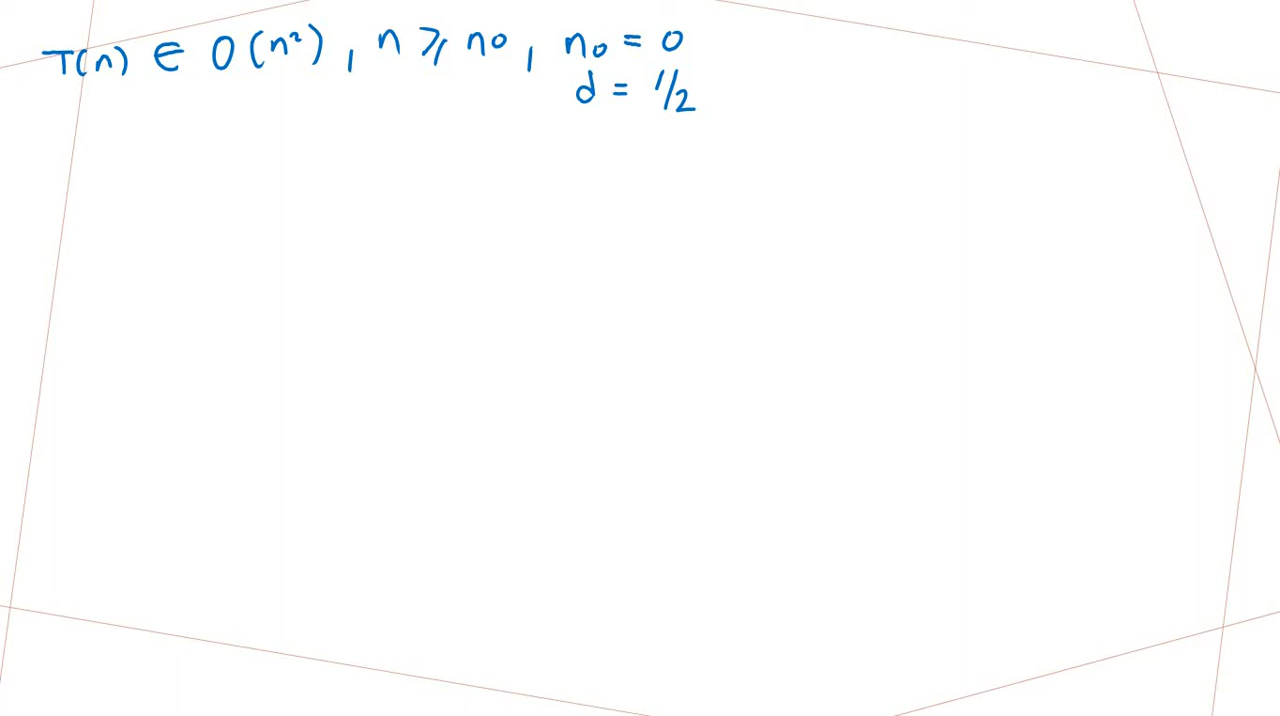 T(n) ∈ O(n²), n ⩾ n0, n₀ = 0
d = 1/2